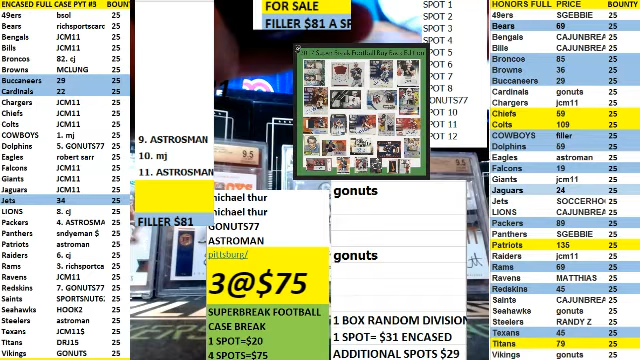 ENCASED FULL CASE PYT #3 BOUNTY
49ers bsol 25
Bears richsportscarc 25
Bengals JCM11 25
Bills JCM11 25
Broncos 82. cj 25
Browns MCLUNG 25
Buccaneers 29 25
Cardinals 22 25
Chargers JCM11 25
Chiefs JCM11 25
Colts JCM11 25
COWBOYS 1. mj 25
Dolphins 5. GONUTS77 25
Eagles robert sarr 25
Falcons JCM11 25
Giants JCM11 25
Jaguars JCM11 25
Jets 34 25
LIONS 8. cj 25
Packers 4. ASTROSMA 25
Panthers sndyeman $ 25
Patriots astroman 25
Raiders 6. cj 25
Rams 3. richsportca 25
Ravens JCM11 25
Redskins 7. GONUTS77 25
Saints SPORTSNUT6 25
Seahawks HOOK2 25
Steelers astroman 25
Texans JCM11$ 25
Titans DRJ15 25
Vikings GONUTS 25
9. ASTROSMAN
10. mj
11. ASTROSMAN
FILLER $81
FOR SALE
FILLER $81 A SP
SPOT 1
SPOT 2
SPOT 3
SPOT 4
SPOT 5
SPOT 6
SPOT 7
SPOT 8
GONUTS77
SPOT 10
SPOT 11
SPOT 12
michael thur
michael thur
GONUTS77
ASTROMAN
pittsburg/
3@$75
SUPERBREAK FOOTBALL
CASE BREAK
1 SPOT=$20
4 SPOTS=$75
gonuts
gonuts
1 BOX RANDOM DIVISION
1 SPOT= $31 ENCASED
ADDITIONAL SPOTS $29
HONORS FULL PRICE BOUNTY
49ers SGEBBIE 25
Bears 69 25
Bengals CAJUNBREA 25
Bills CAJUNBREA 25
Broncos 85 25
Browns 36 25
Buccaneers 29 25
Cardinals gonuts 25
Chargers jcm11 25
Chiefs 59 25
Colts 109 25
COWBOYS filler 25
Dolphins 59 25
Eagles astroman 25
Falcons 19 25
Giants jcm11 25
Jaguars 24 25
Jets SOCCERHO 25
LIONS CAJUNBREA 25
Packers 89 25
Panthers SGEBBIE 25
Patriots 135 25
Raiders jcm11 25
Rams 69 25
Ravens MATTHIAS 25
Redskins 45 25
Saints CAJUNBREA 25
Seahawks gonuts 25
Steelers RANDY Z 25
Texans 45 25
Titans 79 25
Vikings gonuts 25